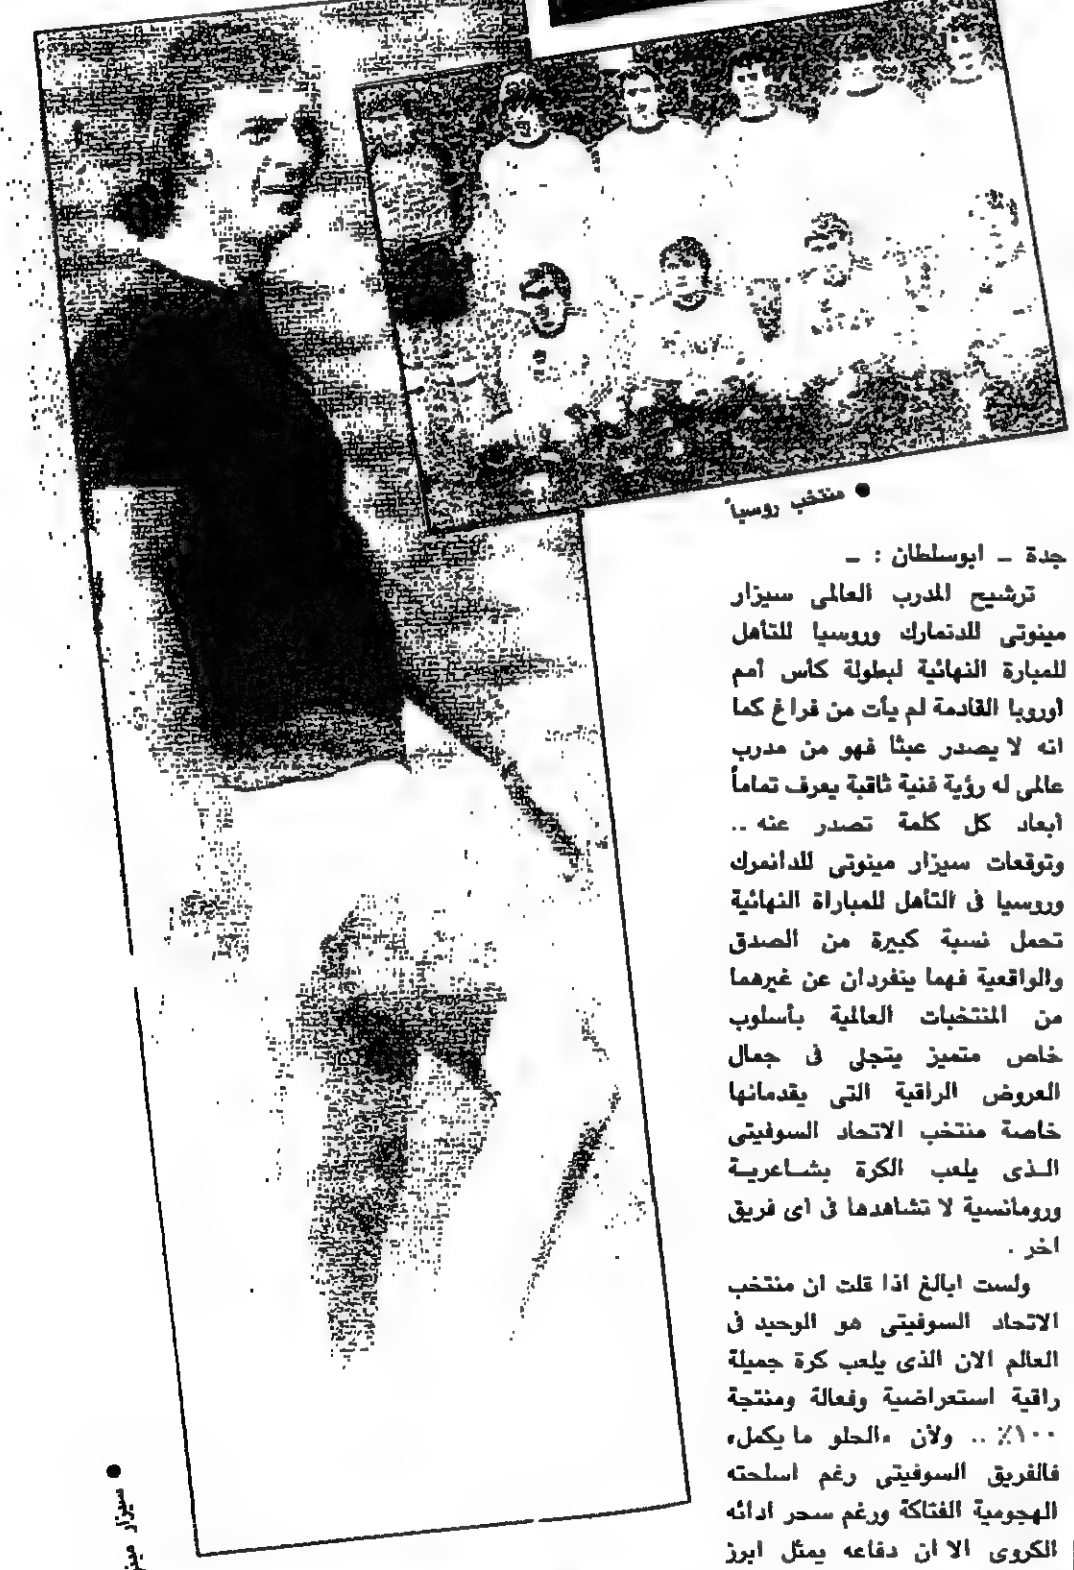 ● منتخب روسيا
جدة ـ ابوسلطان : ـ
ترشيح المدرب العالمى سيزار
مينوتى للدنمارك وروسيا للتأهل
للمبارة النهائية لبطولة كأس أمم
أوروبا القادمة لم يأت من فراغ كما
انه لا يصدر عبثا فهو من مدرب
عالمى له رؤية فنية ثاقبة يعرف تماماً
أبعاد كل كلمة تصدر عنه ..
وتوقعات سيزار مينوتى للدانمرك
وروسيا فى التأهل للمباراة النهائية
تحمل نسبة كبيرة من الصدق
والواقعية فهما ينفردان عن غيرهما
من المنتخبات العالمية بأسلوب
خاص متميز يتجلى فى جمال
العروض الراقية التى يقدمانها
خاصة منتخب الاتحاد السوفيتى
الـذى يلعب الكرة بشـاعريـة
ورومانسية لا تشاهدها فى اى فريق
اخر .
ولست ابالغ اذا قلت ان منتخب
الاتحاد السوفيتى هو الوحيد فى
العالم الان الذى يلعب كرة جميلة
راقية استعراضية وفعالة ومنتجة
١٠٠٪ .. ولأن «الحلو ما يكمل»
فالفريق السوفيتى رغم اسلحته
الهجومية الفتاكة ورغم سحر ادائه
الكروى الا ان دفاعه يمثل ابرز
● سيزار